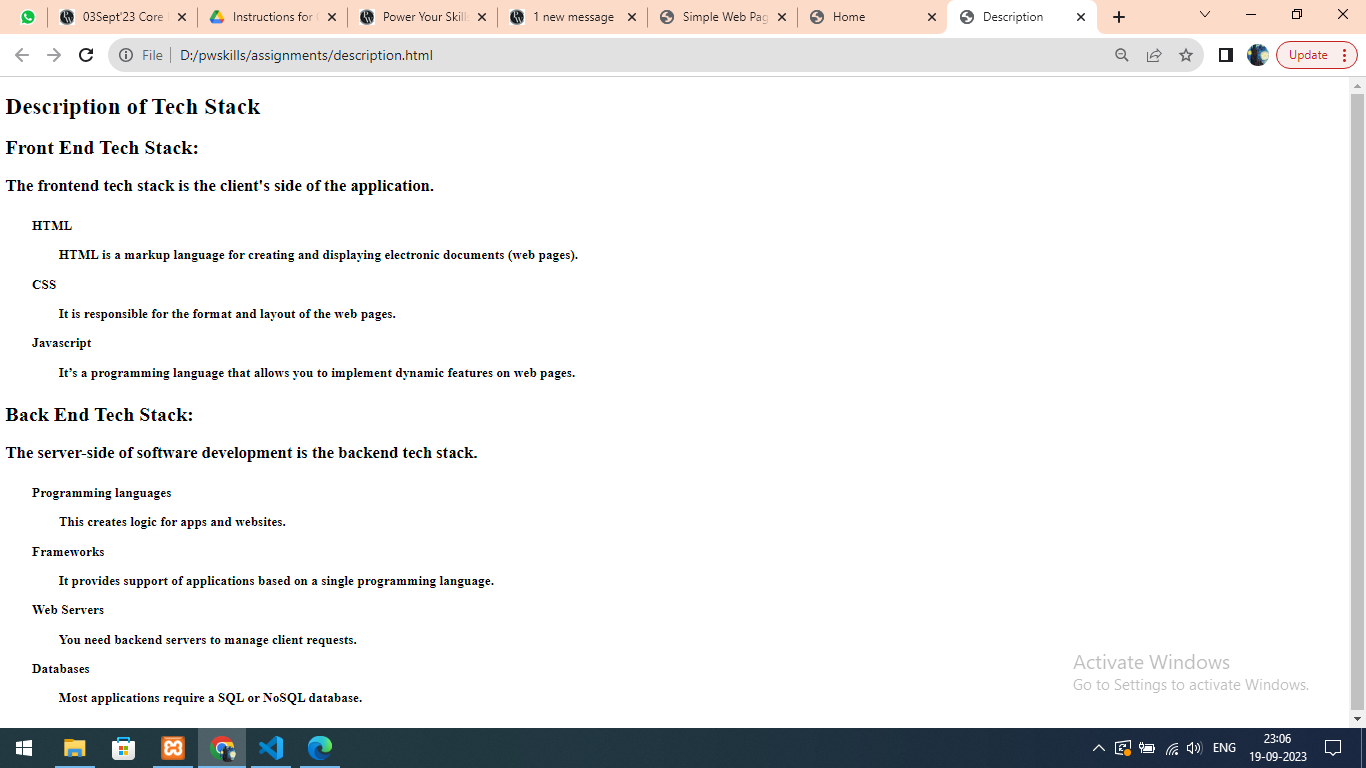 03Sept'23 Core
Instructions for
Power Your Skills
1 new message
Simple Web Pag
Home
Description
File
D:/pwskills/assignments/description.html
Update
Description of Tech Stack
Front End Tech Stack:
The frontend tech stack is the client's side of the application.
HTML
HTML is a markup language for creating and displaying electronic documents (web pages).
CSS
It is responsible for the format and layout of the web pages.
Javascript
It’s a programming language that allows you to implement dynamic features on web pages.
Back End Tech Stack:
The server-side of software development is the backend tech stack.
Programming languages
This creates logic for apps and websites.
Frameworks
It provides support of applications based on a single programming language.
Web Servers
You need backend servers to manage client requests.
Databases
Most applications require a SQL or NoSQL database.
Activate Windows
Go to Settings to activate Windows.
ENG
23:06
19-09-2023